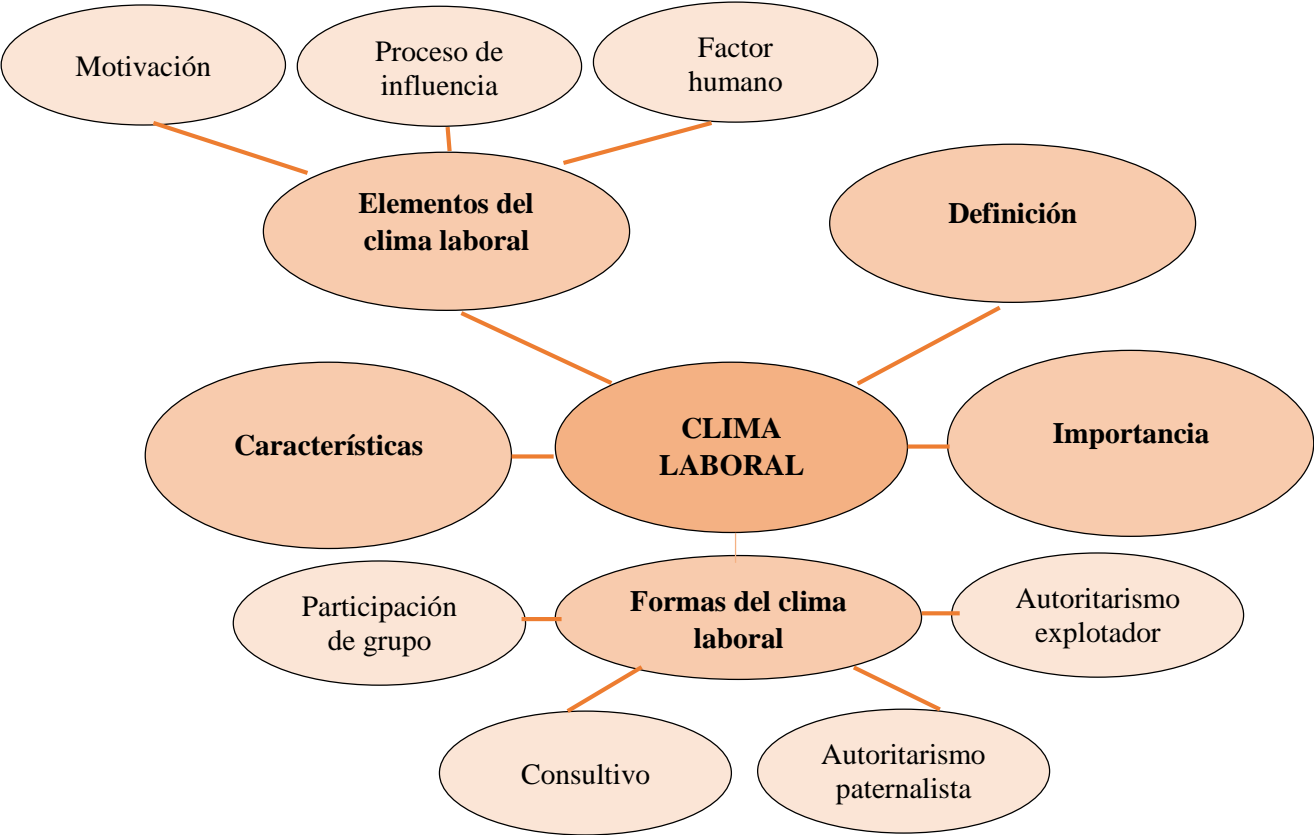 Motivación
Proceso de
influencia
Factor
humano
Elementos del
clima laboral
Definición
Características
CLIMA
LABORAL
Importancia
Participación
de grupo
Formas del clima
laboral
Autoritarismo
explotador
Consultivo
Autoritarismo
paternalista